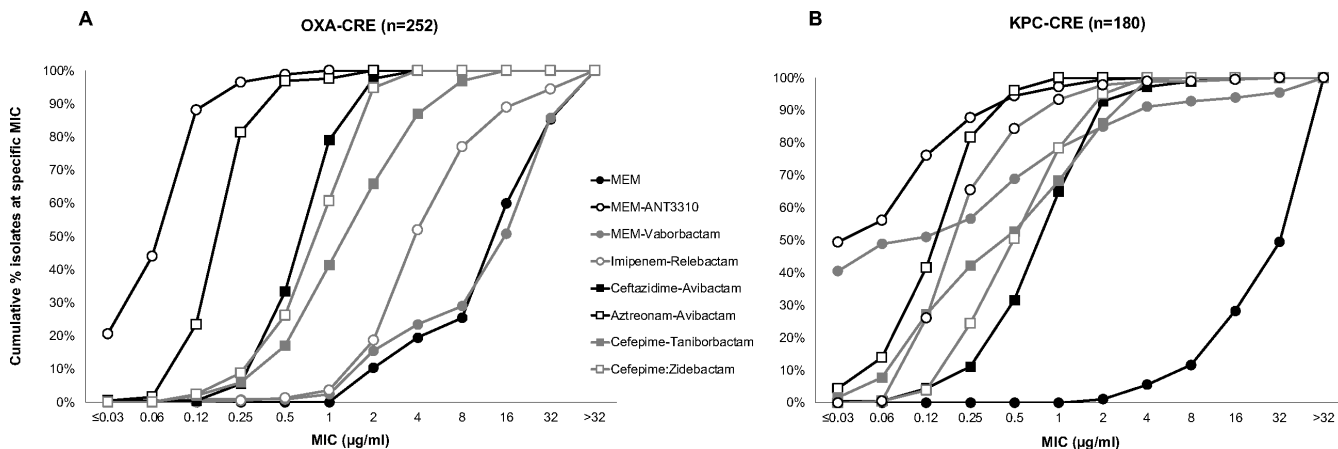 A
OXA-CRE (n=252)
Cumulative % isolates at specific MIC
100%
90%
80%
70%
60%
50%
40%
30%
20%
10%
0%
≤0.03 0.06 0.12 0.25 0.5 1 2 4 8 16 32 >32
MIC (µg/ml)
MEM
MEM-ANT3310
MEM-Vaborbactam
Imipenem-Relebactam
Ceftazidime-Avibactam
Aztreonam-Avibactam
Cefepime-Taniborbactam
Cefepime:Zidebactam
B
KPC-CRE (n=180)
100%
90%
80%
70%
60%
50%
40%
30%
20%
10%
0%
≤0.03 0.06 0.12 0.25 0.5 1 2 4 8 16 32 >32
MIC (µg/ml)